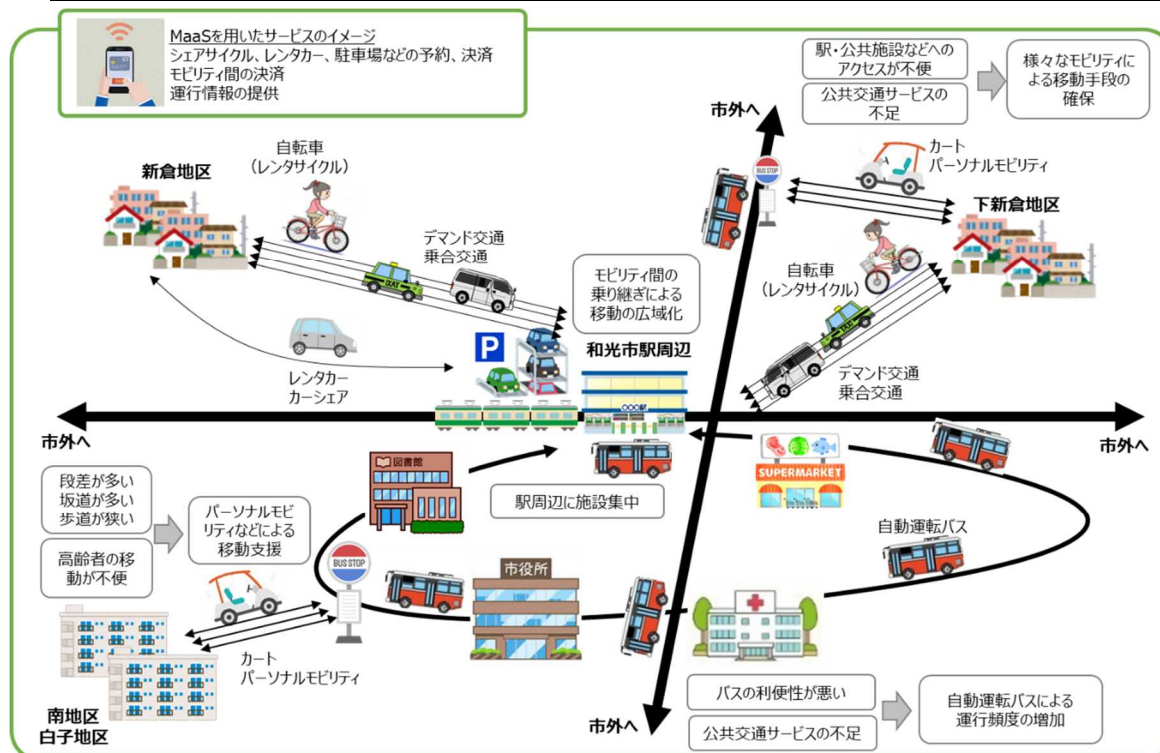 MaaSを用いたサービスのイメージ
シェアサイクル、レンタカー、駐車場などの予約、決済
モビリティ間の決済
運行情報の提供
駅・公共施設などへの
アクセスが不便
公共交通サービスの
不足
様々なモビリティに
よる移動手段の
確保
市外へ
BUS STOP
カート
パーソナルモビリティ
新倉地区
自転車
(レンタサイクル)
デマンド交通
乗合交通
TAXI
モビリティ間の
乗り継ぎによる
移動の広域化
下新倉地区
自転車
(レンタサイクル)
TAXI
デマンド交通
乗合交通
P
和光市駅周辺
レンタカー
カーシェア
○○○駅
市外へ
市外へ
段差が多い
坂道が多い
歩道が狭い
高齢者の移
動が不便
パーソナルモビ
リティなどによる
移動支援
図書館
駅周辺に施設集中
SUPERMARKET
自動運転バス
BUS STOP
市役所
カート
パーソナルモビリティ
南地区
白子地区
市外へ
バスの利便性が悪い
公共交通サービスの不足
自動運転バスによる
運行頻度の増加